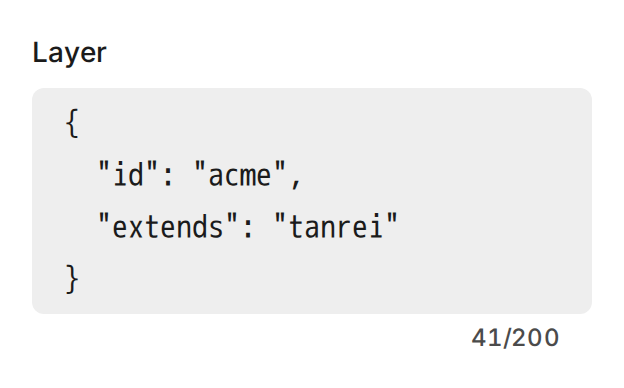 Layer
{
  "id": "acme",
  "extends": "tanrei"
}
41/200